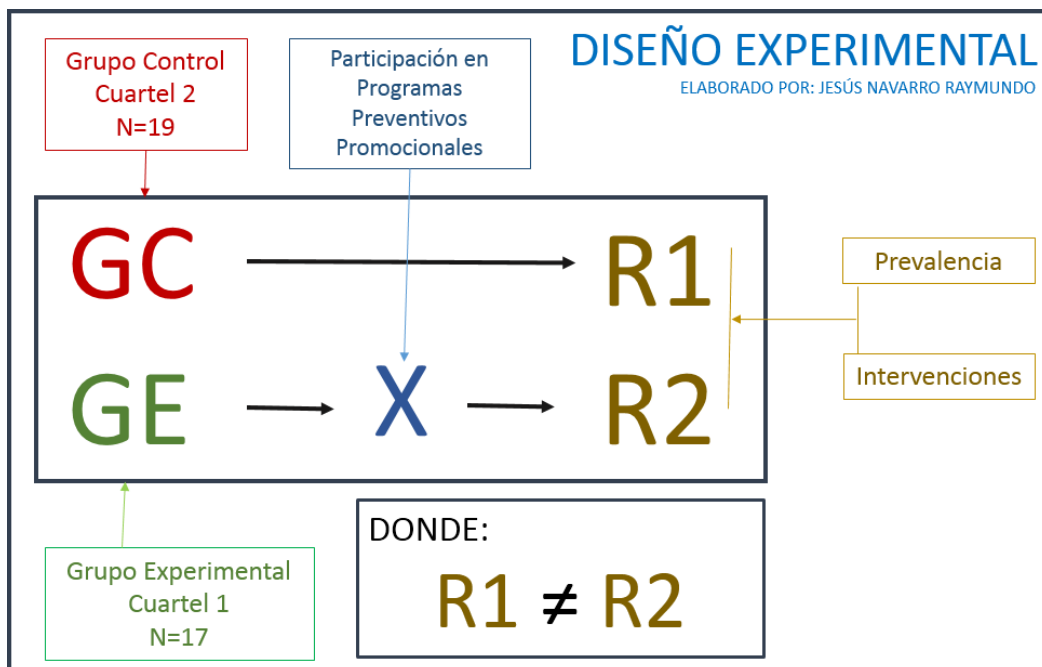 DISEÑO EXPERIMENTAL
ELABORADO POR: JESÚS NAVARRO RAYMUNDO
Grupo Control
Cuartel 2
N=19
Participación en
Programas
Preventivos
Promocionales
GC
R1
Prevalencia
GE
X
R2
Intervenciones
Grupo Experimental
Cuartel 1
N=17
DONDE:
R1 ≠ R2